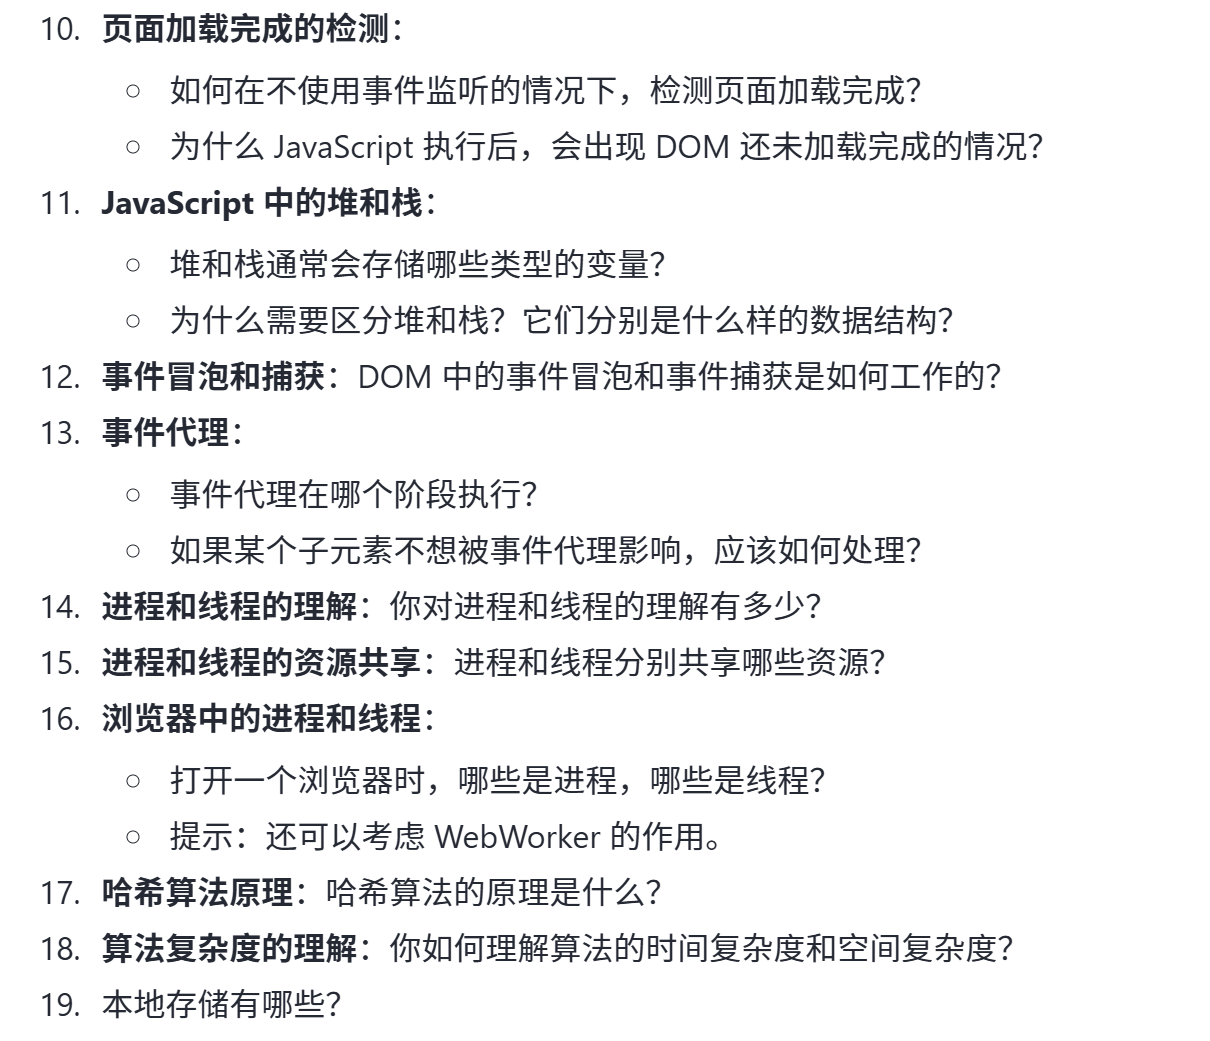 10. 页面加载完成的检测：
○ 如何在不使用事件监听的情况下，检测页面加载完成？
○ 为什么 JavaScript 执行后，会出现 DOM 还未加载完成的情况？
11. JavaScript 中的堆和栈：
○ 堆和栈通常会存储哪些类型的变量？
○ 为什么需要区分堆和栈？它们分别是什么样的数据结构？
12. 事件冒泡和捕获：DOM 中的事件冒泡和事件捕获是如何工作的？
13. 事件代理：
○ 事件代理在哪个阶段执行？
○ 如果某个子元素不想被事件代理影响，应该如何处理？
14. 进程和线程的理解：你对进程和线程的理解有多少？
15. 进程和线程的资源共享：进程和线程分别共享哪些资源？
16. 浏览器中的进程和线程：
○ 打开一个浏览器时，哪些是进程，哪些是线程？
○ 提示：还可以考虑 WebWorker 的作用。
17. 哈希算法原理：哈希算法的原理是什么？
18. 算法复杂度的理解：你如何理解算法的时间复杂度和空间复杂度？
19. 本地存储有哪些？